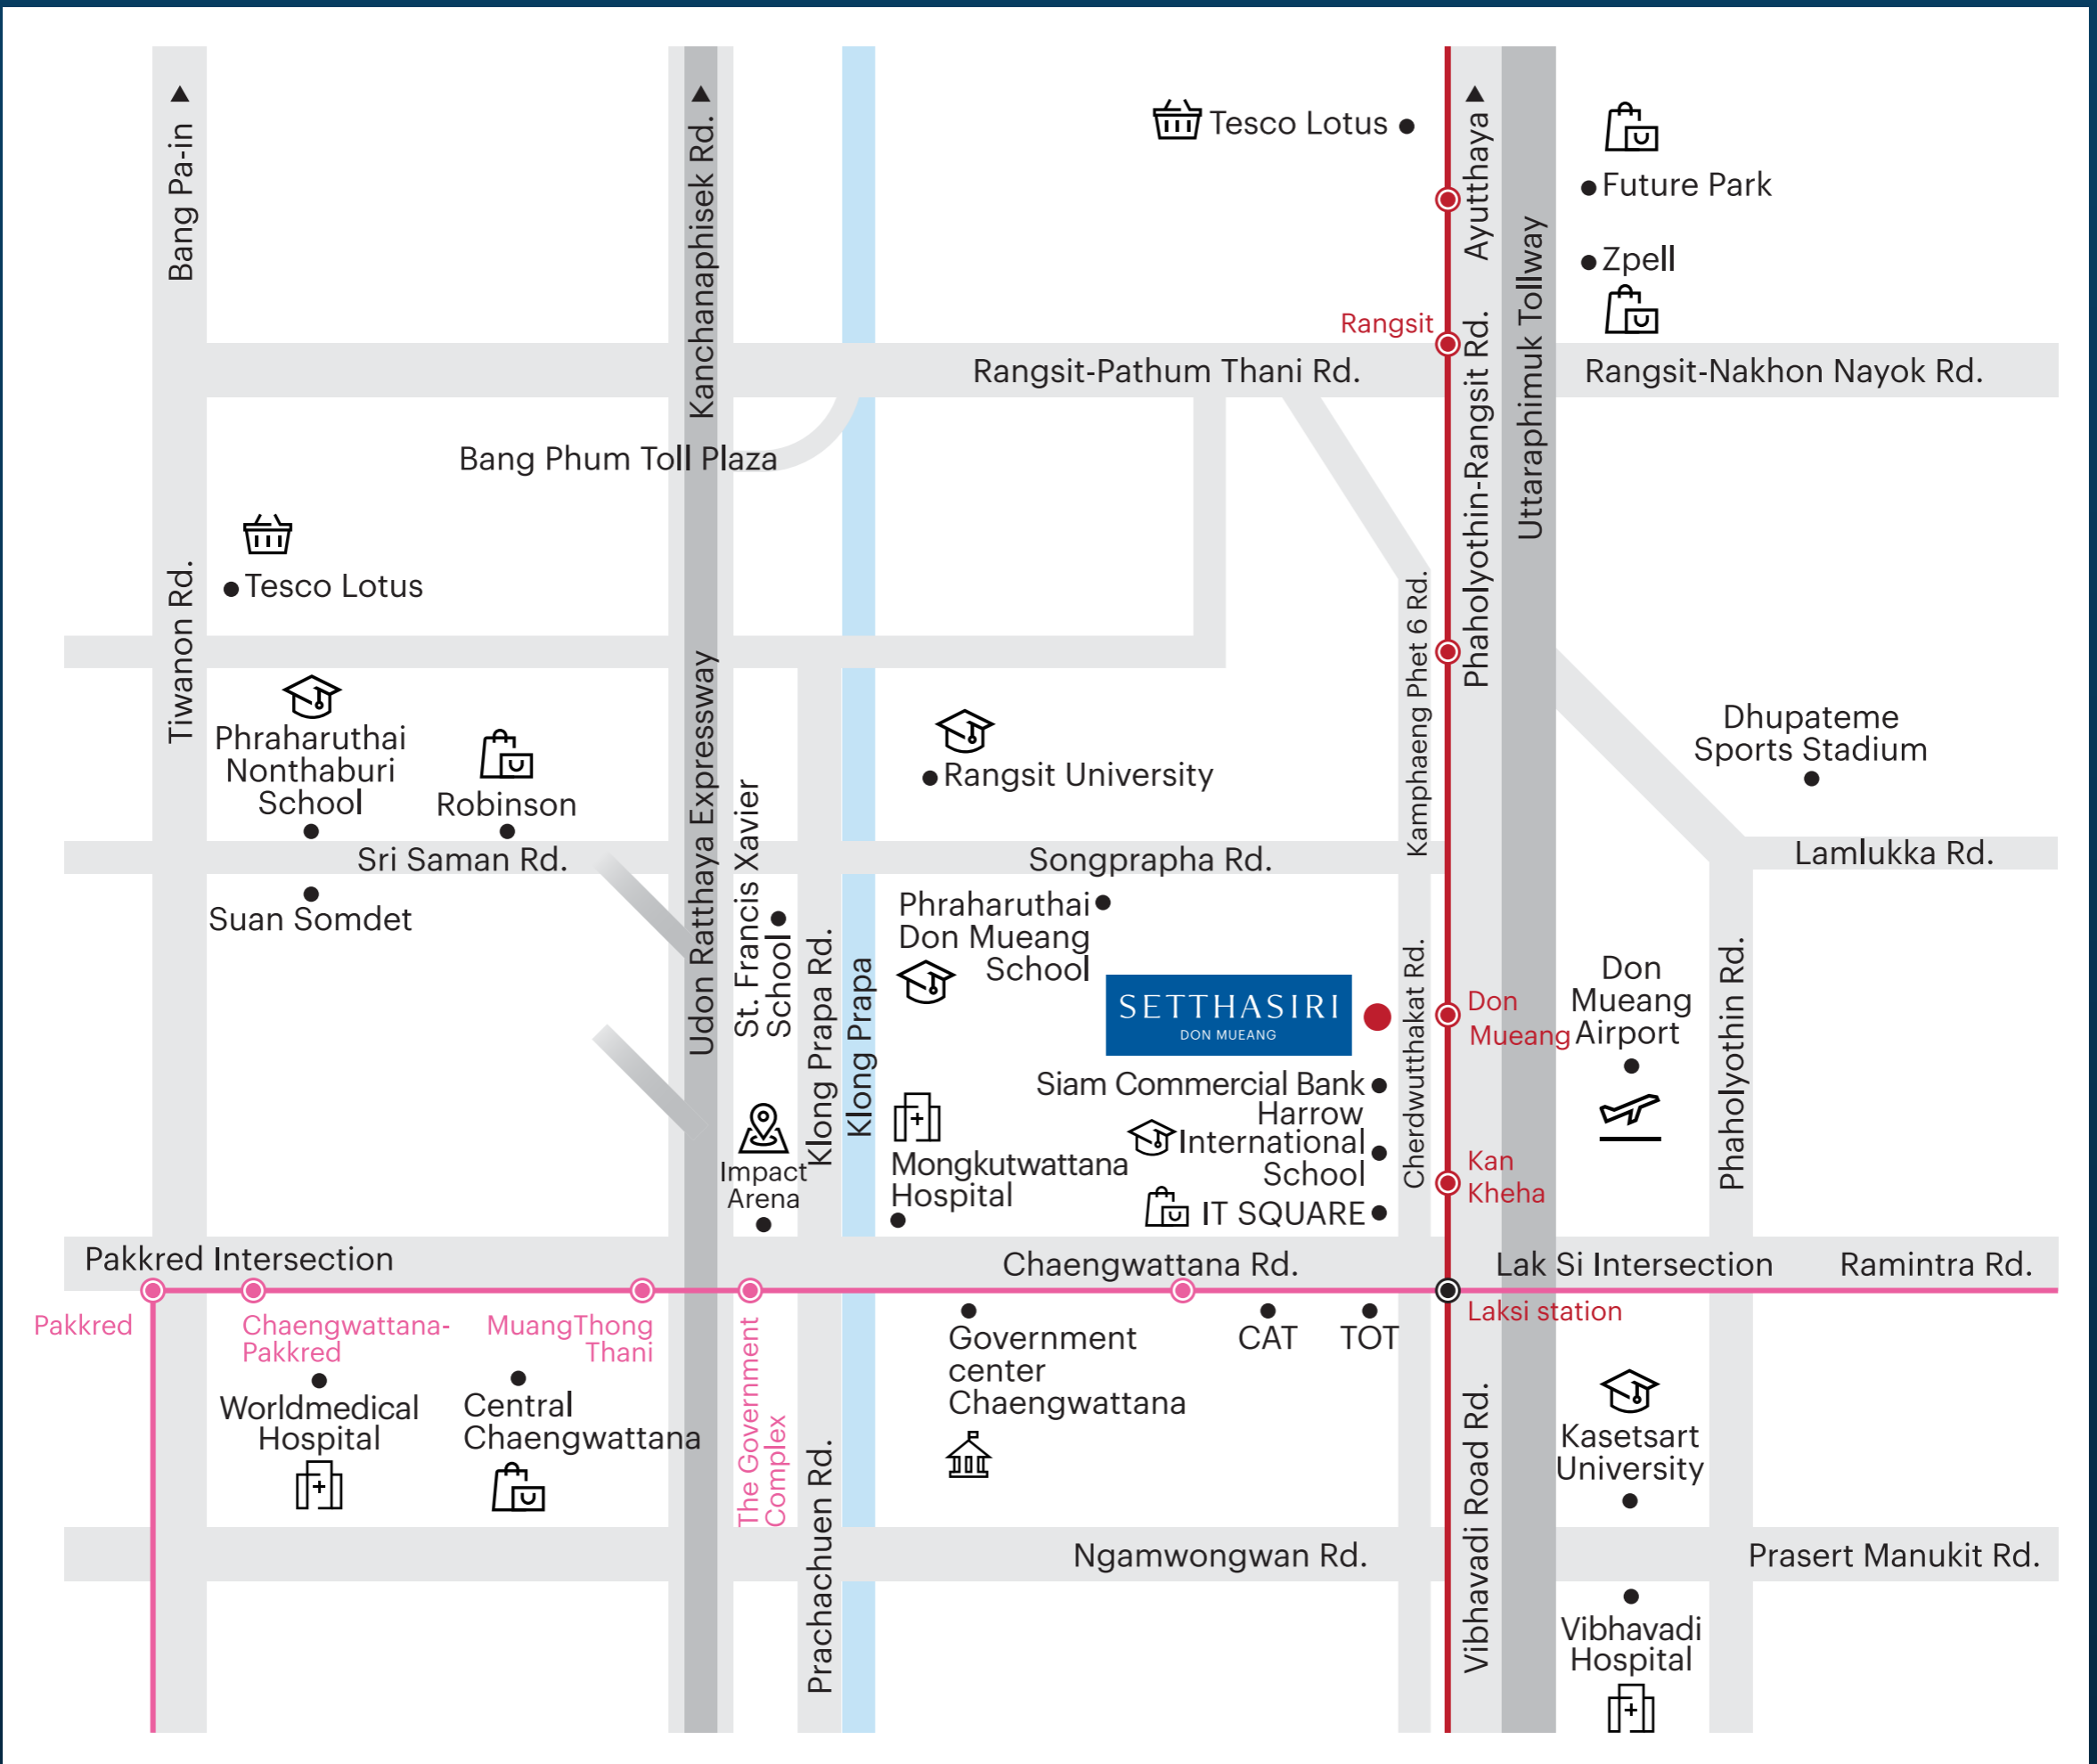 Bang Pa-in
Kanchanaphisek Rd.
Tesco Lotus
Ayutthaya
Future Park
Zpell
Uttaraphimuk Tollway
Rangsit
Rangsit-Pathum Thani Rd.
Rangsit-Nakhon Nayok Rd.
Phaholyothin-Rangsit Rd.
Bang Phum Toll Plaza
Tesco Lotus
Tiwanon Rd.
Kamphaeng Phet 6 Rd.
Phraharuthai
Nonthaburi
School
Robinson
Udon Ratthaya Expressway
Rangsit University
Dhupateme
Sports Stadium
Sri Saman Rd.
Songprapha Rd.
Lamlukka Rd.
Suan Somdet
St. Francis Xavier
School
Klong Prapa Rd.
Klong Prapa
Phraharuthai
Don Mueang
School
SETTHASIRI
DON MUEANG
Cherdwuthakat Rd.
Don
Mueang
Don
Mueang
Airport
Phaholyothin Rd.
Siam Commercial Bank
Harrow
International
School
IT SQUARE
Kan
Kheha
Impact
Arena
Mongkutwattana
Hospital
Pakkred Intersection
Chaengwattana Rd.
Lak Si Intersection
Ramintra Rd.
Pakkred
Chaengwattana-
Pakkred
MuangThong
Thani
The Government
Complex
Laksi station
Worldmedical
Hospital
Central
Chaengwattana
Government
center
Chaengwattana
CAT
TOT
Kasetsart
University
Prachachuen Rd.
Vibhavadi Road Rd.
Ngamwongwan Rd.
Prasert Manukit Rd.
Vibhavadi
Hospital